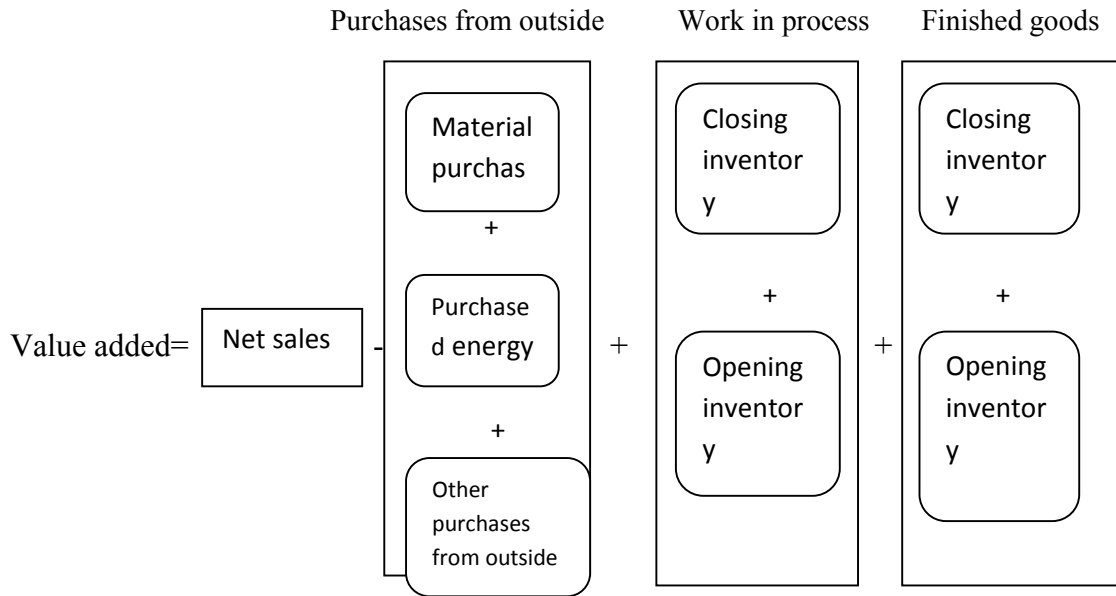 Purchases from outside
Work in process
Finished goods
Value added=
Net sales
-
Material
purchas
+
Purchase
d energy
+
Other
purchases
from outside
+
Closing
inventor
y
+
Opening
inventor
y
+
Closing
inventor
y
+
Opening
inventor
y